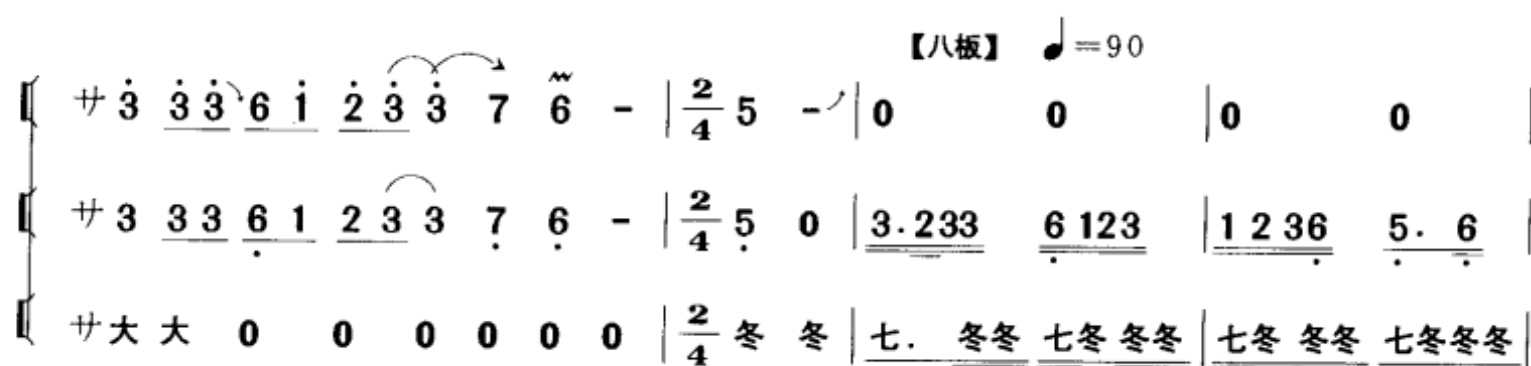 【八板】 ♩=90
サ 3̇ 3̇ 3̇ 6 1̇ 2̇ 3̇ 3̇ 7 6 - | 2/4 5 - | 0 0 | 0 0 |
サ 3 3 3 6̣ 1 2 3 3 7̣ 6̣ - | 2/4 5̣ 0 | 3.233 6̣123 | 1236̣ 5̣. 6̣ |
サ 大 大 0 0 0 0 0 0 | 2/4 冬 冬 | 七. 冬冬 七冬 冬冬 | 七冬 冬冬 七冬冬冬 |